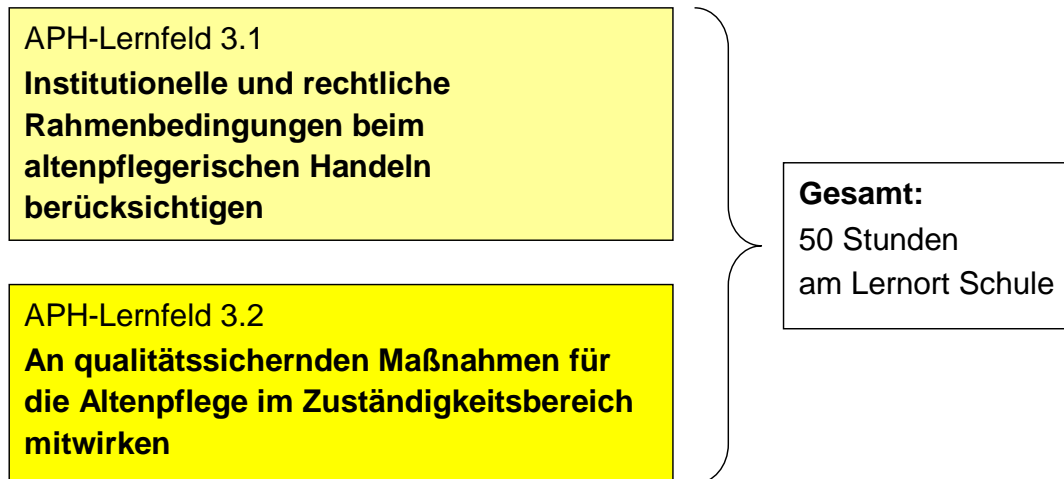 APH-Lernfeld 3.1
Institutionelle und rechtliche
Rahmenbedingungen beim
altenpflegerischen Handeln
berücksichtigen
Gesamt:
50 Stunden
am Lernort Schule
APH-Lernfeld 3.2
An qualitätssichernden Maßnahmen für
die Altenpflege im Zuständigkeitsbereich
mitwirken